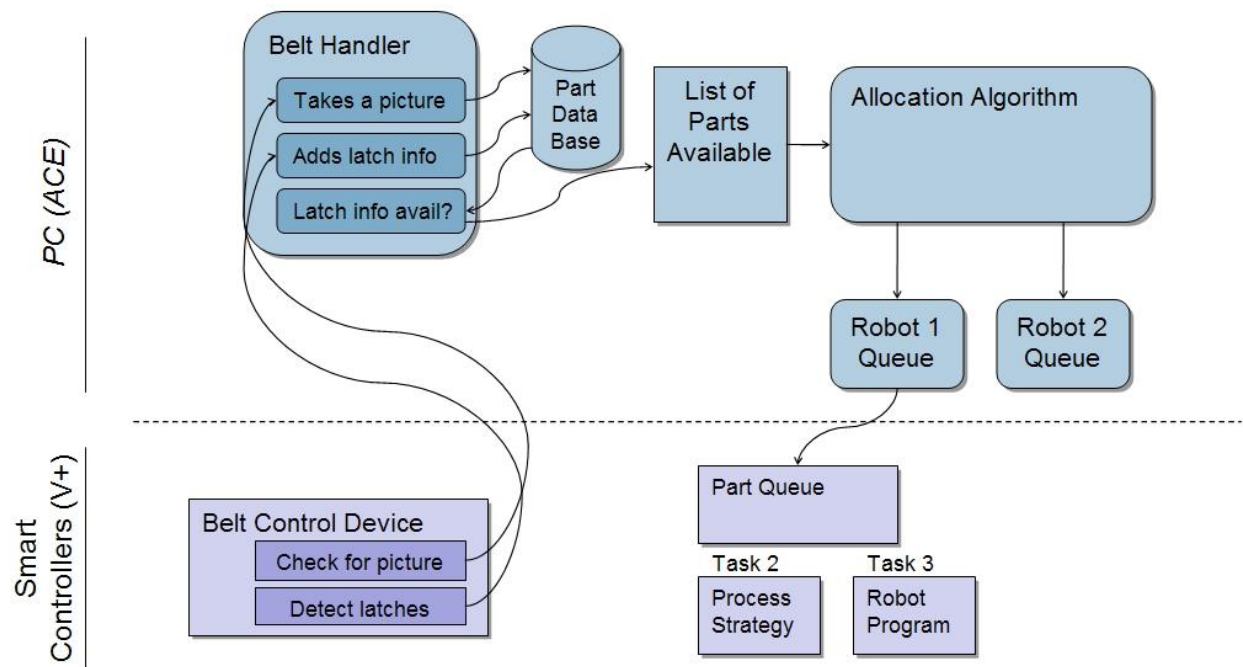 PC (ACE)
Belt Handler
Takes a picture
Adds latch info
Latch info avail?
Part
Data
Base
List of
Parts
Available
Allocation Algorithm
Robot 1
Queue
Robot 2
Queue
Smart
Controllers (V+)
Belt Control Device
Check for picture
Detect latches
Part Queue
Task 2
Process
Strategy
Task 3
Robot
Program